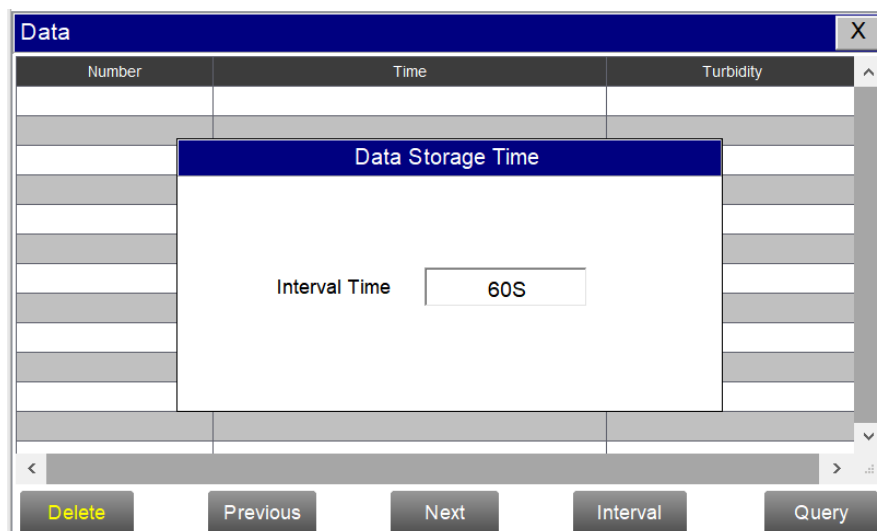 Data X
Number Time Turbidity
Data Storage Time
Interval Time 60S
Delete Previous Next Interval Query